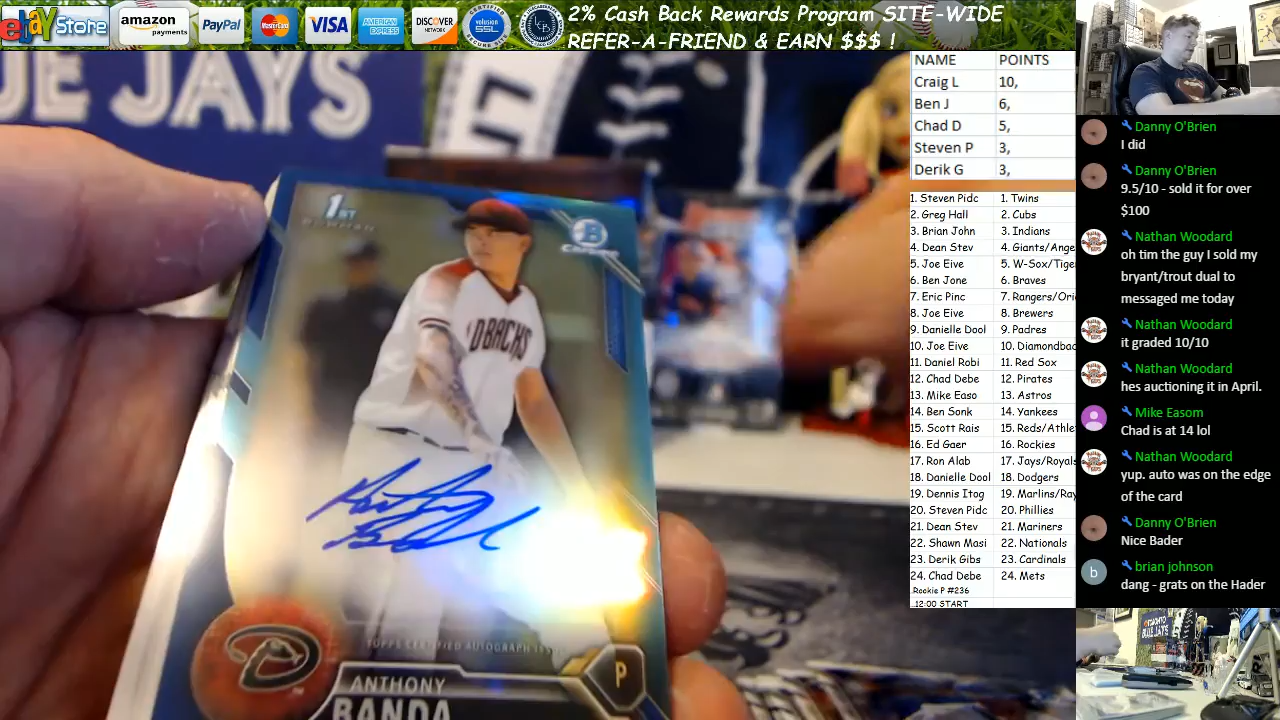 ebay Store
amazon
payments
PayPal
MasterCard
VISA
AMERICAN
EXPRESS
DISCOVER
NETWORK
volusion
SSL
2% Cash Back Rewards Program SITE-WIDE
REFER-A-FRIEND & EARN $$$ !
BLUE JAYS
1ST
BOWMAN
B
CHROME
D-BACKS
TOPPS CERTIFIED AUTOGRAPH ISSUE
P
ANTHONY
BANDA
NAME POINTS
Craig L 10,
Ben J 6,
Chad D 5,
Steven P 3,
Derik G 3,
1. Steven Pidc 1. Twins
2. Greg Hall 2. Cubs
3. Brian John 3. Indians
4. Dean Stev 4. Giants/Ange
5. Joe Eive 5. W-Sox/Tige
6. Ben Jone 6. Braves
7. Eric Pinc 7. Rangers/Ori
8. Joe Eive 8. Brewers
9. Danielle Dool 9. Padres
10. Joe Eive 10. Diamondbac
11. Daniel Robi 11. Red Sox
12. Chad Debe 12. Pirates
13. Mike Easo 13. Astros
14. Ben Sonk 14. Yankees
15. Scott Rais 15. Reds/Athle
16. Ed Gaer 16. Rockies
17. Ron Alab 17. Jays/Royals
18. Danielle Dool 18. Dodgers
19. Dennis Itog 19. Marlins/Ray
20. Steven Pidc 20. Phillies
21. Dean Stev 21. Mariners
22. Shawn Masi 22. Nationals
23. Derik Gibs 23. Cardinals
24. Chad Debe 24. Mets
.Rookie P #236
..12:00 START
Danny O'Brien
I did
Danny O'Brien
9.5/10 - sold it for over
$100
Nathan Woodard
oh tim the guy I sold my
bryant/trout dual to
messaged me today
Nathan Woodard
it graded 10/10
Nathan Woodard
hes auctioning it in April.
Mike Easom
Chad is at 14 lol
Nathan Woodard
yup. auto was on the edge
of the card
Danny O'Brien
Nice Bader
b
brian johnson
dang - grats on the Hader